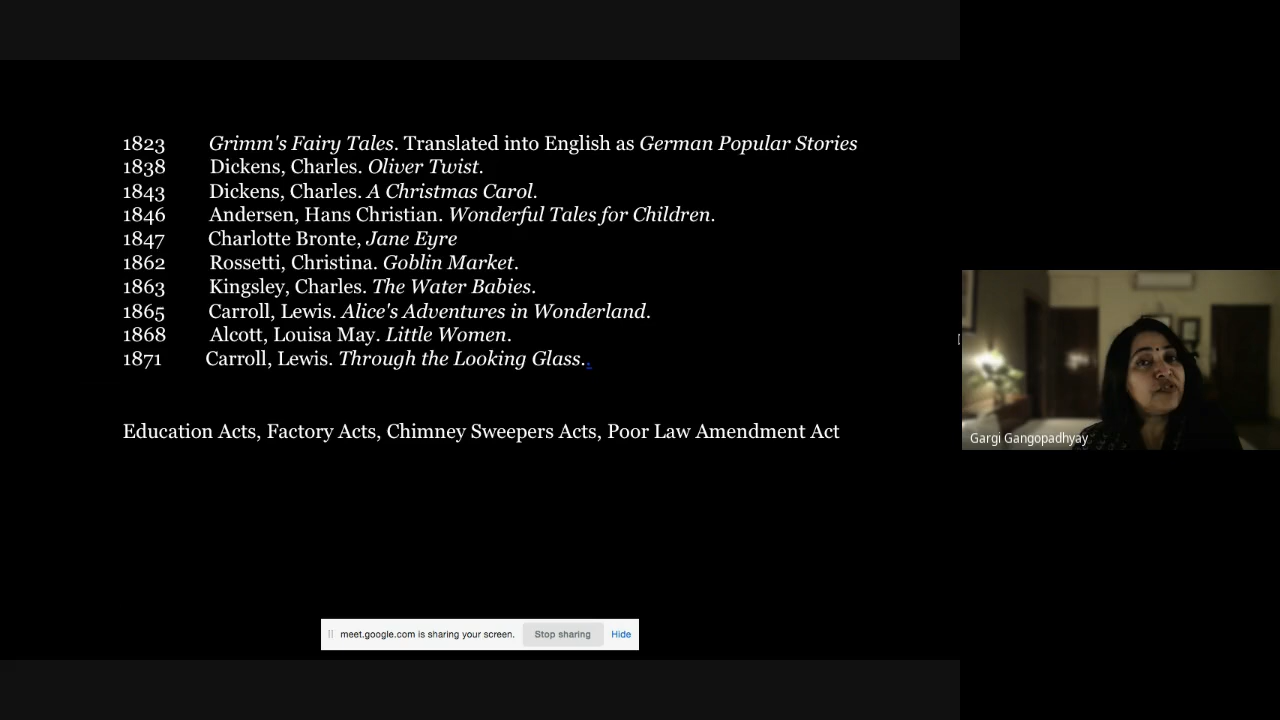 1823 Grimm's Fairy Tales. Translated into English as German Popular Stories
1838 Dickens, Charles. Oliver Twist.
1843 Dickens, Charles. A Christmas Carol.
1846 Andersen, Hans Christian. Wonderful Tales for Children.
1847 Charlotte Bronte, Jane Eyre
1862 Rossetti, Christina. Goblin Market.
1863 Kingsley, Charles. The Water Babies.
1865 Carroll, Lewis. Alice's Adventures in Wonderland.
1868 Alcott, Louisa May. Little Women.
1871 Carroll, Lewis. Through the Looking Glass..
Education Acts, Factory Acts, Chimney Sweepers Acts, Poor Law Amendment Act
Gargi Gangopadhyay
meet.google.com is sharing your screen. Stop sharing Hide